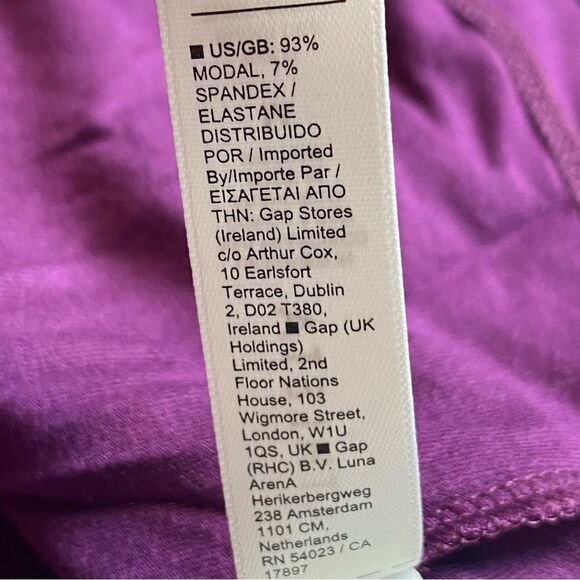 ■ US/GB: 93%
MODAL, 7%
SPANDEX /
ELASTANE
DISTRIBUIDO
POR / Imported
By/Importe Par /
ΕΙΣΑΓΕΤΑΙ ΑΠΟ
ΤΗΝ: Gap Stores
(Ireland) Limited
c/o Arthur Cox,
10 Earlsfort
Terrace, Dublin
2, D02 T380,
Ireland ■ Gap (UK
Holdings)
Limited, 2nd
Floor Nations
House, 103
Wigmore Street,
London, W1U
1QS, UK ■ Gap
(RHC) B.V. Luna
ArenA
Herikerbergweg
238 Amsterdam
1101 CM,
Netherlands
RN 54023 / CA
17897